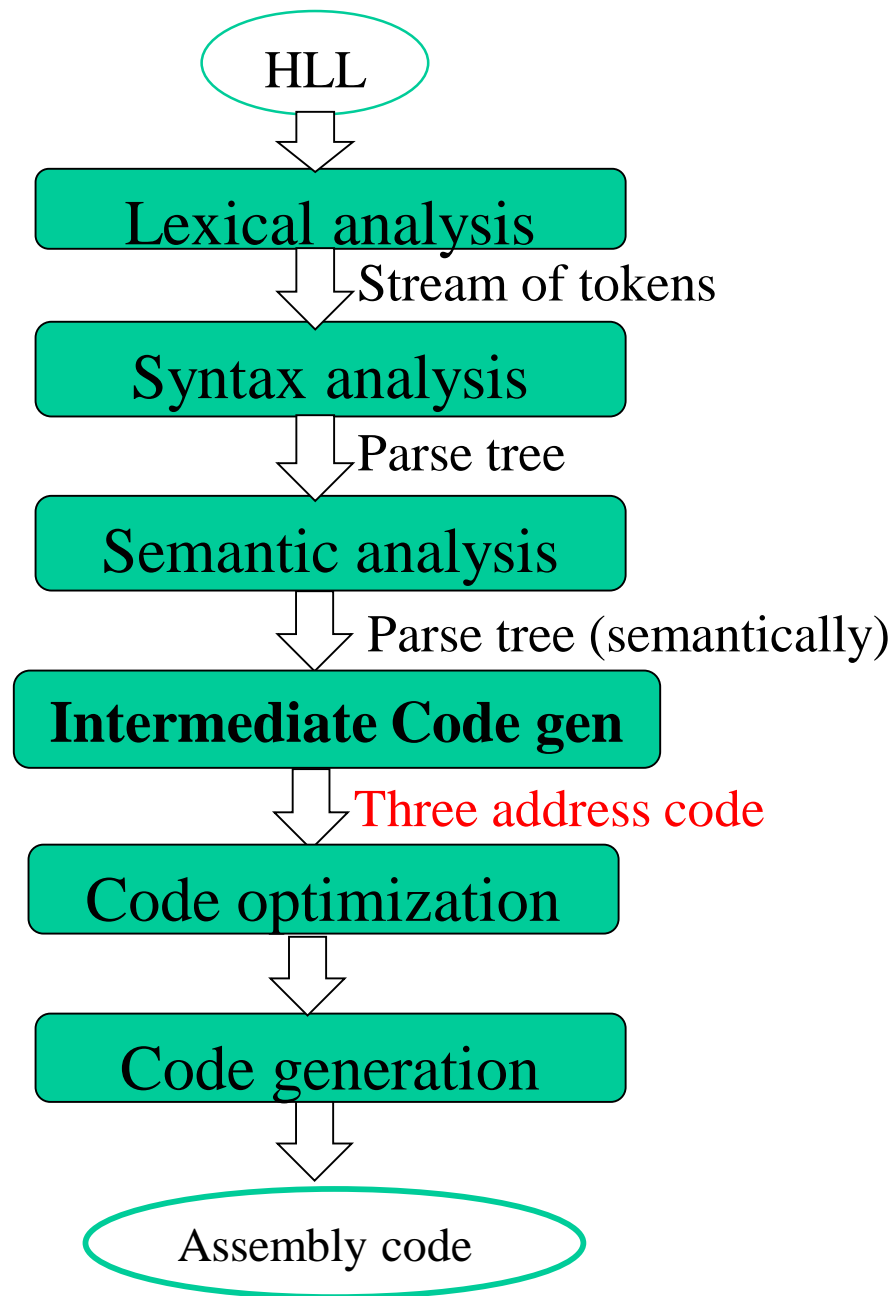 HLL
Lexical analysis
Stream of tokens
Syntax analysis
Parse tree
Semantic analysis
Parse tree (semantically)
Intermediate Code gen
Three address code
Code optimization
Code generation
Assembly code